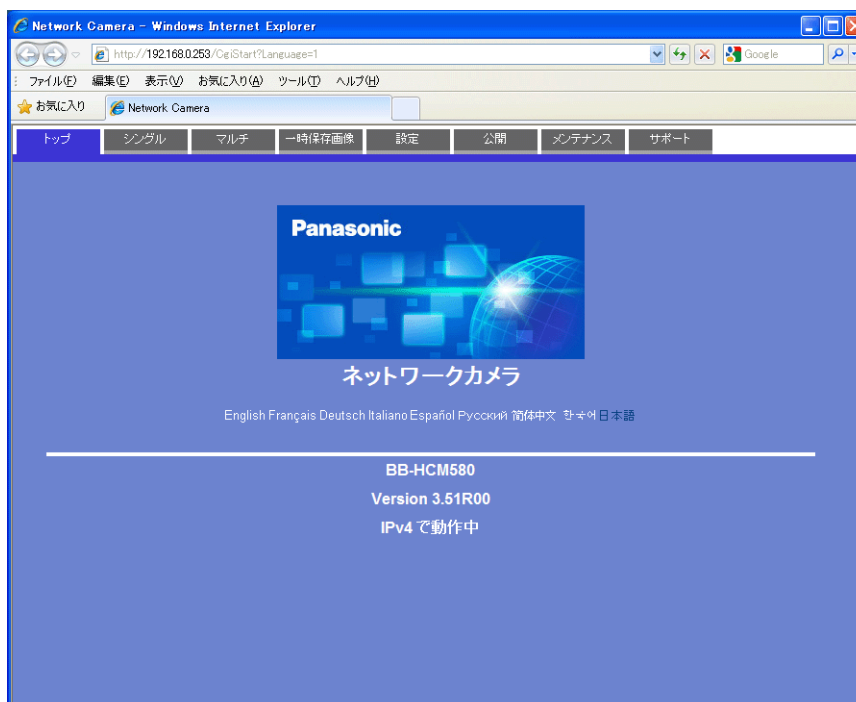 Network Camera - Windows Internet Explorer
http://192.168.0.253/CgiStart?Language=1
Google
ファイル(F) 編集(E) 表示(V) お気に入り(A) ツール(T) ヘルプ(H)
お気に入り Network Camera
トップ シングル マルチ 一時保存画像 設定 公開 メンテナンス サポート
Panasonic
ネットワークカメラ
English Français Deutsch Italiano Español Русский 简体中文 한국어 日本語
BB-HCM580
Version 3.51R00
IPv4 で動作中